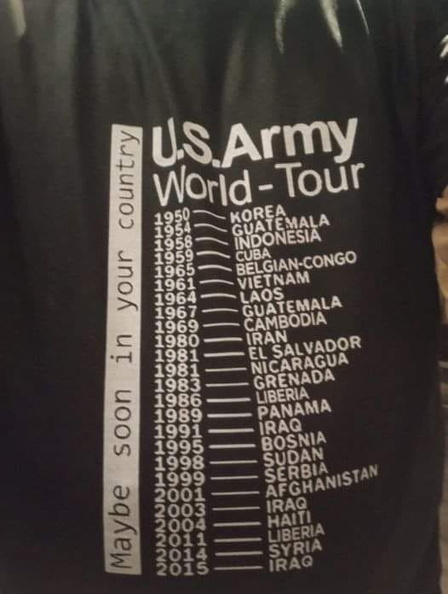 Maybe soon in your country
U.S. Army
World-Tour
1950 — KOREA
1954 — GUATEMALA
1958 — INDONESIA
1959 — CUBA
1965 — BELGIAN-CONGO
1961 — VIETNAM
1964 — LAOS
1967 — GUATEMALA
1969 — CAMBODIA
1980 — IRAN
1981 — EL SALVADOR
1981 — NICARAGUA
1983 — GRENADA
1986 — LIBERIA
1989 — PANAMA
1991 — IRAQ
1995 — BOSNIA
1998 — SUDAN
1999 — SERBIA
2001 — AFGHANISTAN
2003 — IRAQ
2004 — HAITI
2011 — LIBERIA
2014 — SYRIA
2015 — IRAQ